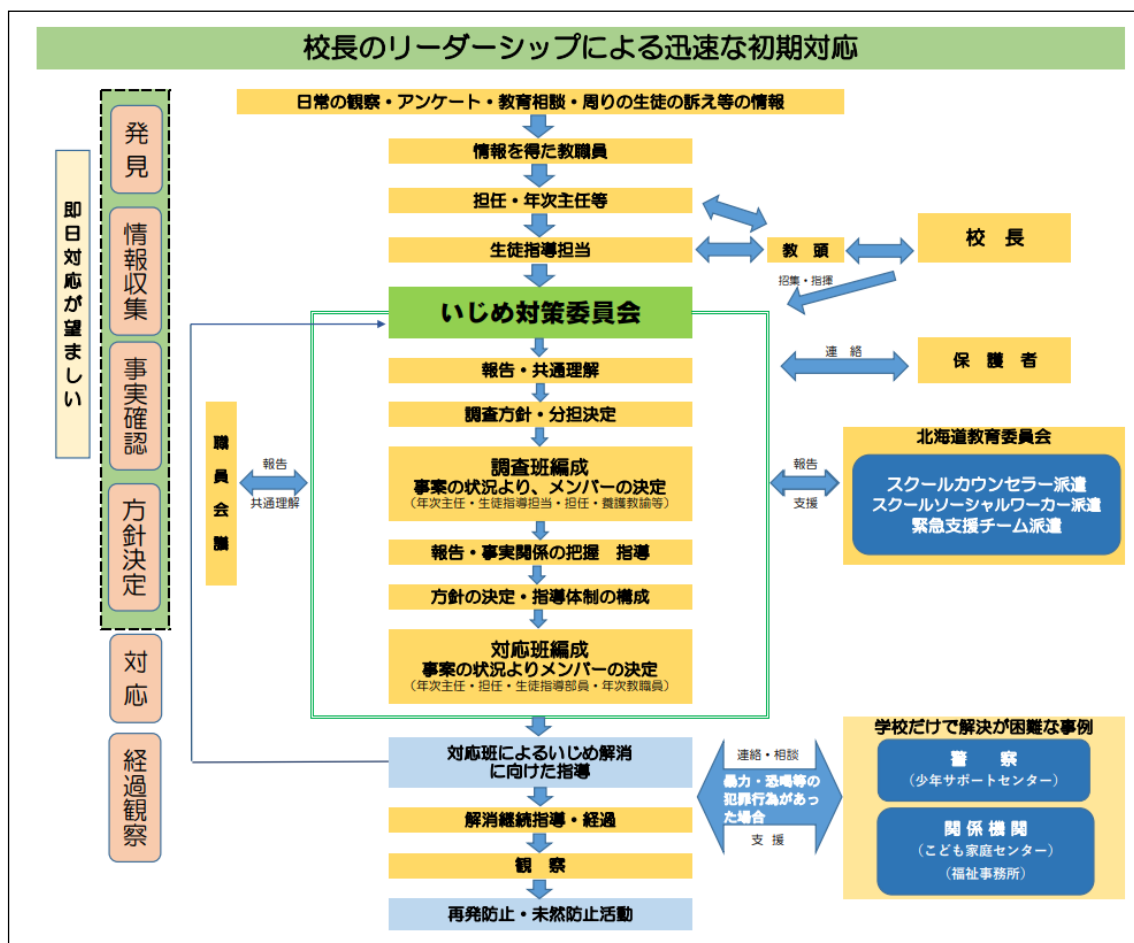 校長のリーダーシップによる迅速な初期対応
日常の観察・アンケート・教育相談・周りの生徒の訴え等の情報
情報を得た教職員
担任・年次主任等
生徒指導担当
教 頭
校 長
招集・指揮
いじめ対策委員会
報告・共通理解
連 絡
保 護 者
調査方針・分担決定
調査班編成
事案の状況より、メンバーの決定
（年次主任・生徒指導担当・担任・養護教諭等）
報告・事実関係の把握 指導
方針の決定・指導体制の構成
対応班編成
事案の状況よりメンバーの決定
（年次主任・担任・生徒指導部員・年次教職員）
対応班によるいじめ解消
に向けた指導
解消継続指導・経過
観 察
再発防止・未然防止活動
即日対応が望ましい
発見
情報収集
事実確認
方針決定
対応
経過観察
職員会議
報告
共通理解
報告
支援
北海道教育委員会
スクールカウンセラー派遣
スクールソーシャルワーカー派遣
緊急支援チーム派遣
連絡・相談
暴力・恐喝等の
犯罪行為があっ
た場合
支 援
学校だけで解決が困難な事例
警 察
（少年サポートセンター）
関 係 機 関
（こども家庭センター）
（福祉事務所）